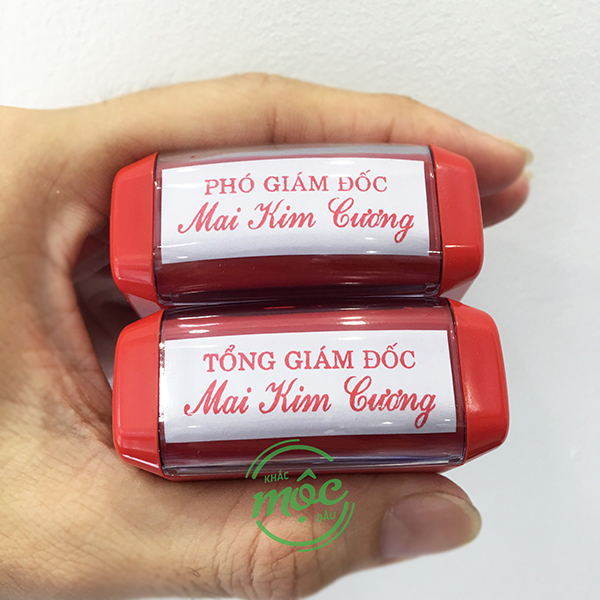 PHÓ GIÁM ĐỐC
Mai Kim Cương
TỔNG GIÁM ĐỐC
Mai Kim Cương
KHẮC
mộc
DẤU